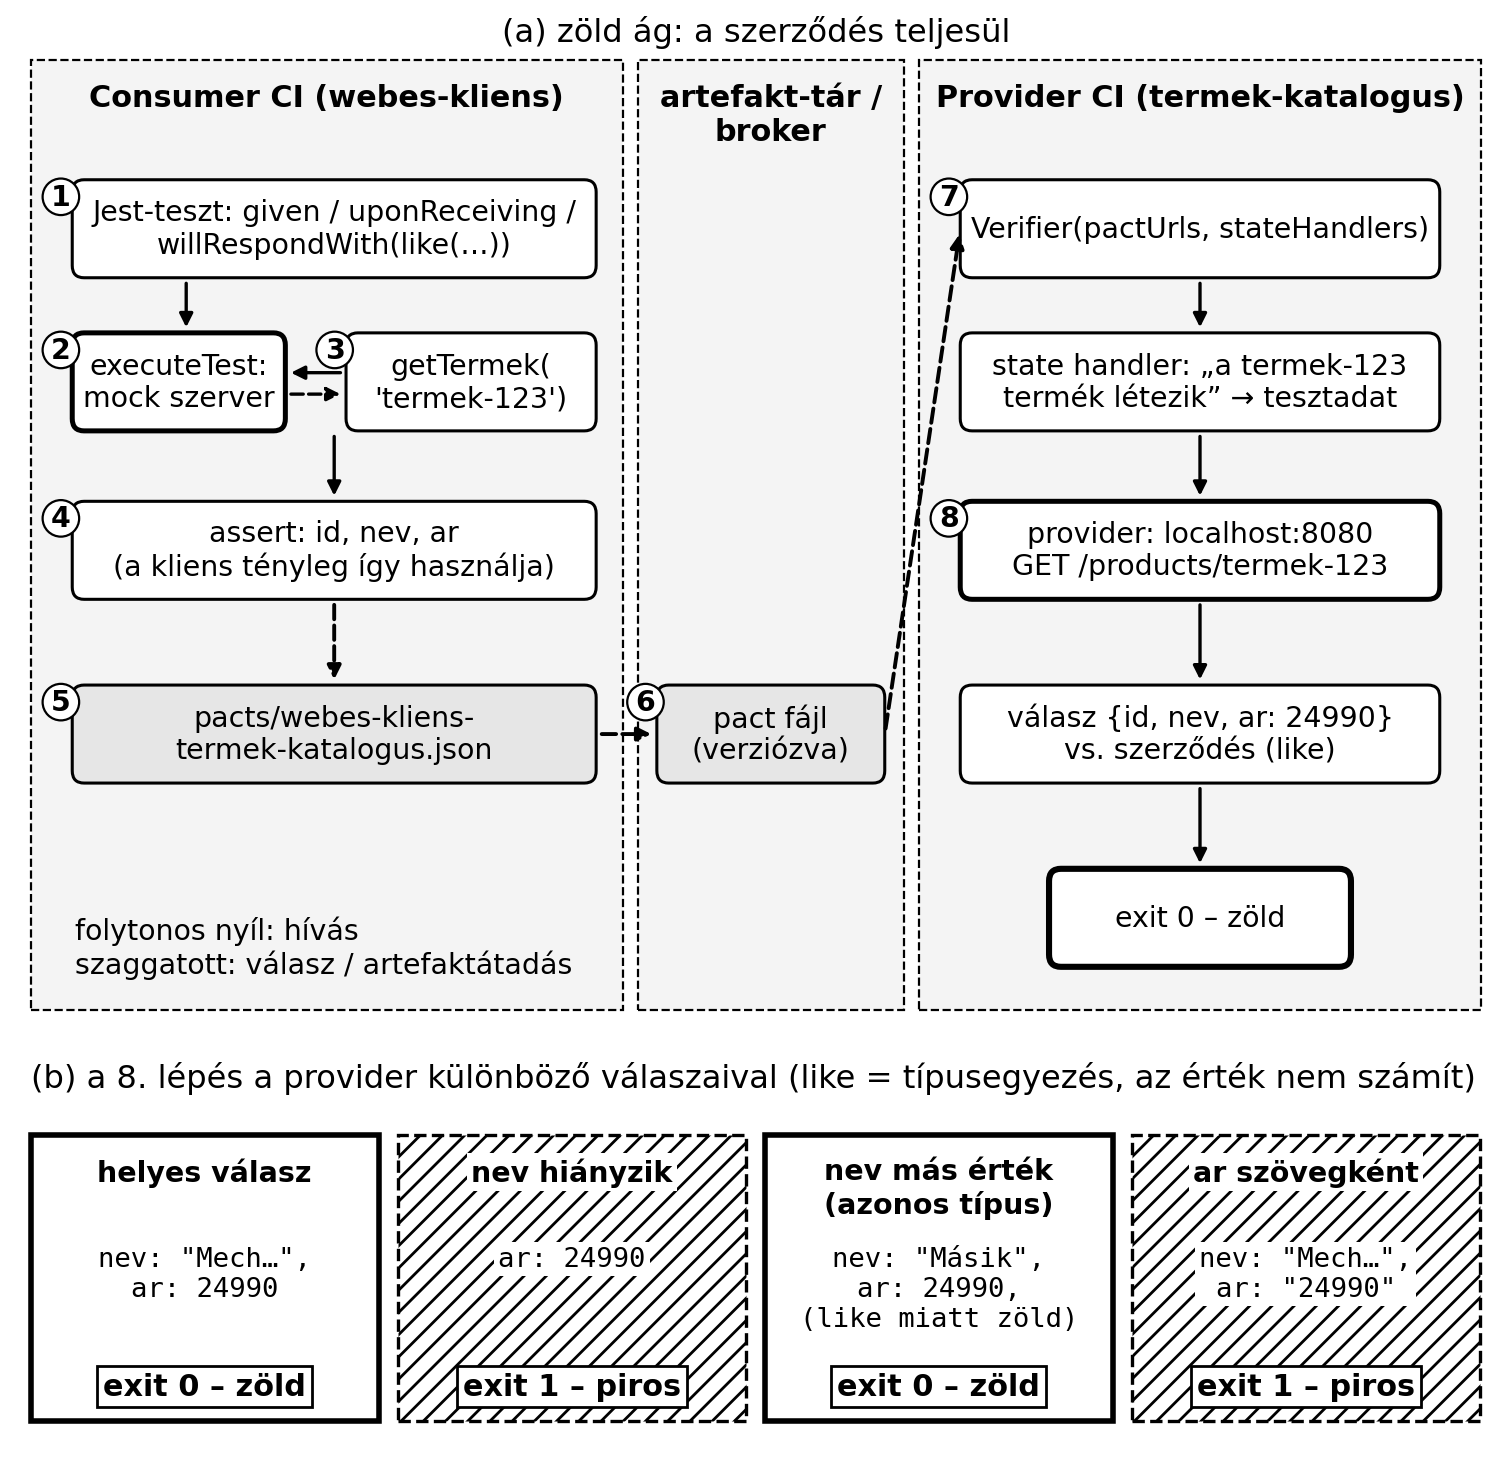 (a) zöld ág: a szerződés teljesül
Consumer CI (webes-kliens)
1
Jest-teszt: given / uponReceiving /
willRespondWith(like(…))
2
executeTest:
mock szerver
3
getTermek(
'termek-123')
4
assert: id, nev, ar
(a kliens tényleg így használja)
5
pacts/webes-kliens-
termek-katalogus.json
folytonos nyíl: hívás
szaggatott: válasz / artefaktátadás
artefakt-tár /
broker
6
pact fájl
(verziózva)
Provider CI (termek-katalogus)
7
Verifier(pactUrls, stateHandlers)
state handler: „a termek-123
termék létezik” → tesztadat
8
provider: localhost:8080
GET /products/termek-123
válasz {id, nev, ar: 24990}
vs. szerződés (like)
exit 0 – zöld
(b) a 8. lépés a provider különböző válaszaival (like = típusegyezés, az érték nem számít)
helyes válasz
nev: "Mech…",
ar: 24990
exit 0 – zöld
nev hiányzik
ar: 24990
exit 1 – piros
nev más érték
(azonos típus)
nev: "Másik",
ar: 24990,
(like miatt zöld)
exit 0 – zöld
ar szövegként
nev: "Mech…",
ar: "24990"
exit 1 – piros